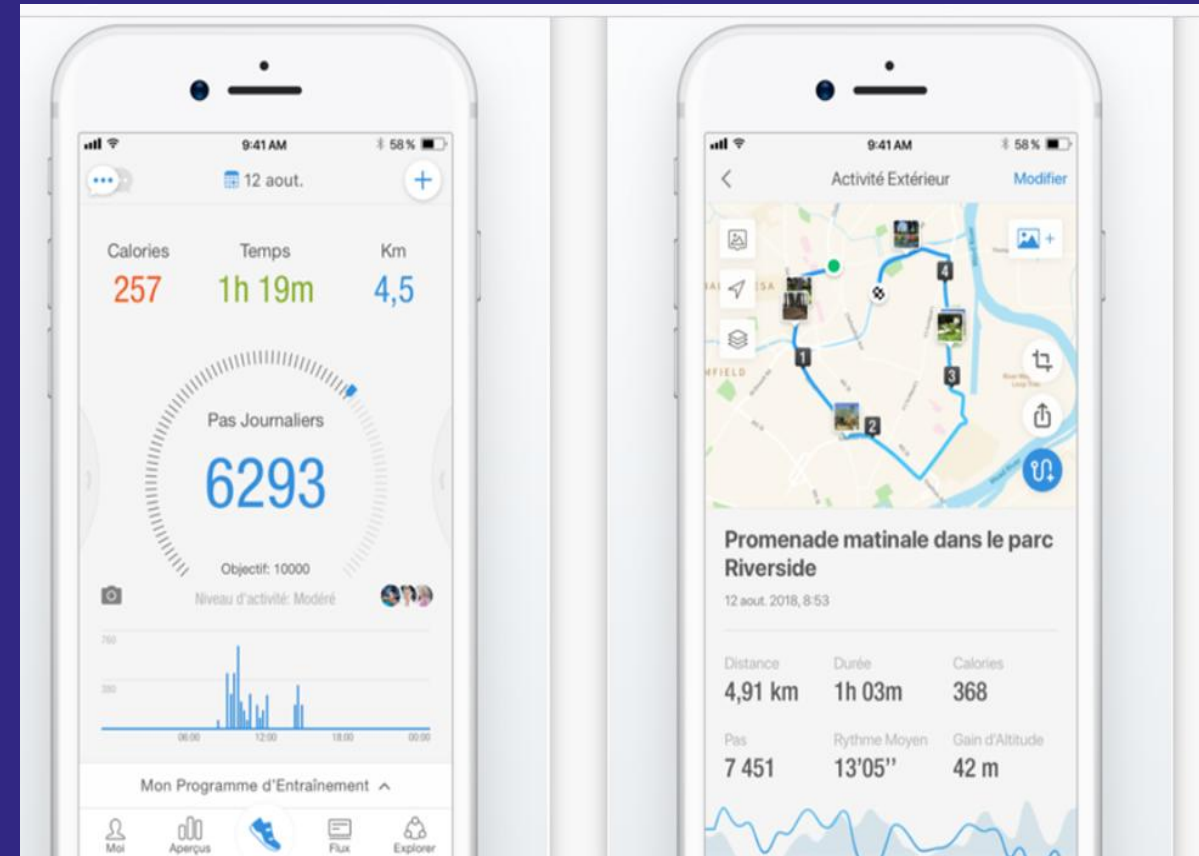 9:41 AM
58 %
12 aout.
Calories
Temps
Km
257
1h 19m
4,5
Pas Journaliers
6293
Objectif: 10000
Niveau d'activité: Modéré
760
380
06:00
12:00
18:00
00:00
Mon Programme d'Entraînement
Moi
Aperçus
Flux
Explorer
9:41 AM
58 %
Activité Extérieur
Modifier
4
1
3
2
Promenade matinale dans le parc
Riverside
12 aout. 2018, 8:53
Distance
Durée
Calories
4,91 km
1h 03m
368
Pas
Rythme Moyen
Gain d'Altitude
7 451
13'05''
42 m